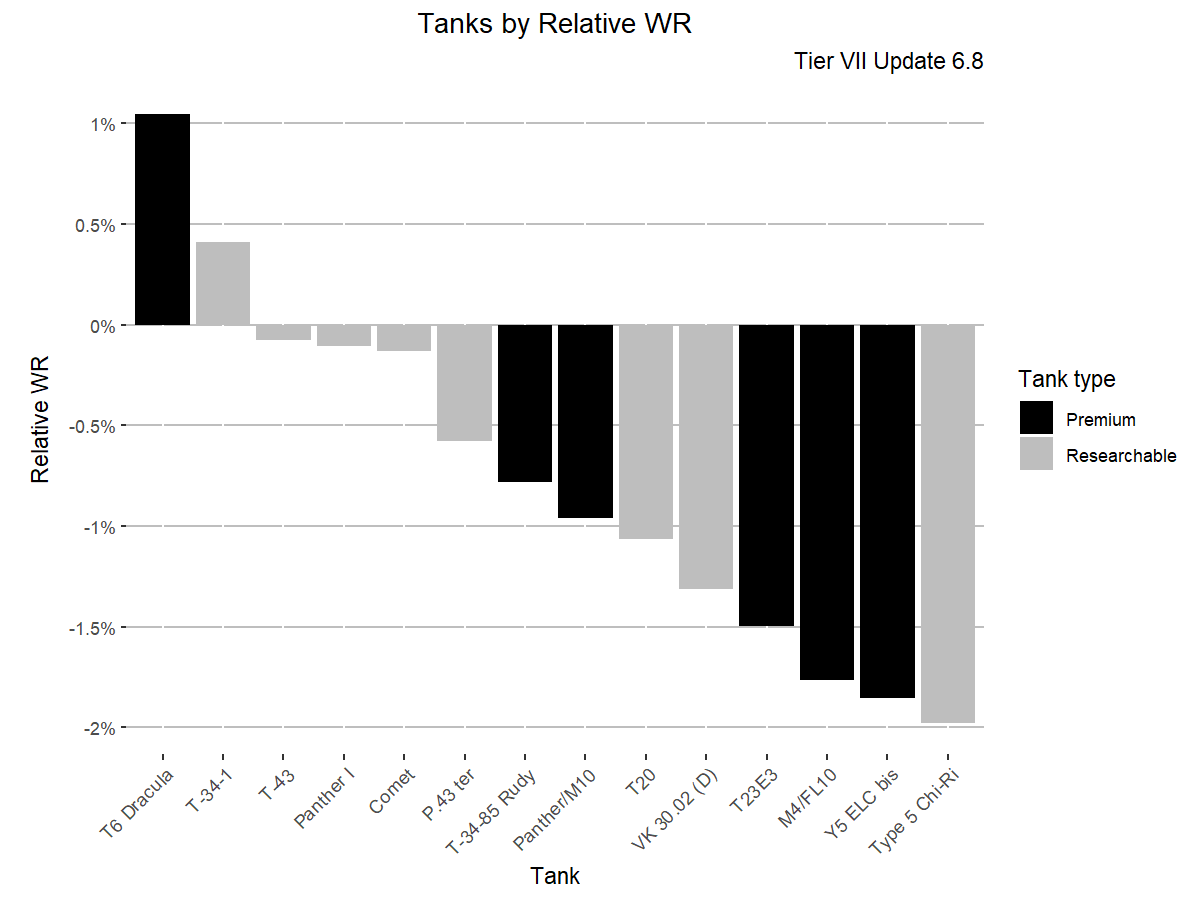 Tanks by Relative WR
Tier VII Update 6.8
1%
0.5%
0%
-0.5%
-1%
-1.5%
-2%
Relative WR
T6 Dracula
T-34-1
T-43
Panther I
Comet
P.43 ter
T-34-85 Rudy
Panther/M10
T20
VK 30.02 (D)
T23E3
M4/FL10
Y5 ELC bis
Type 5 Chi-Ri
Tank
Tank type
Premium
Researchable